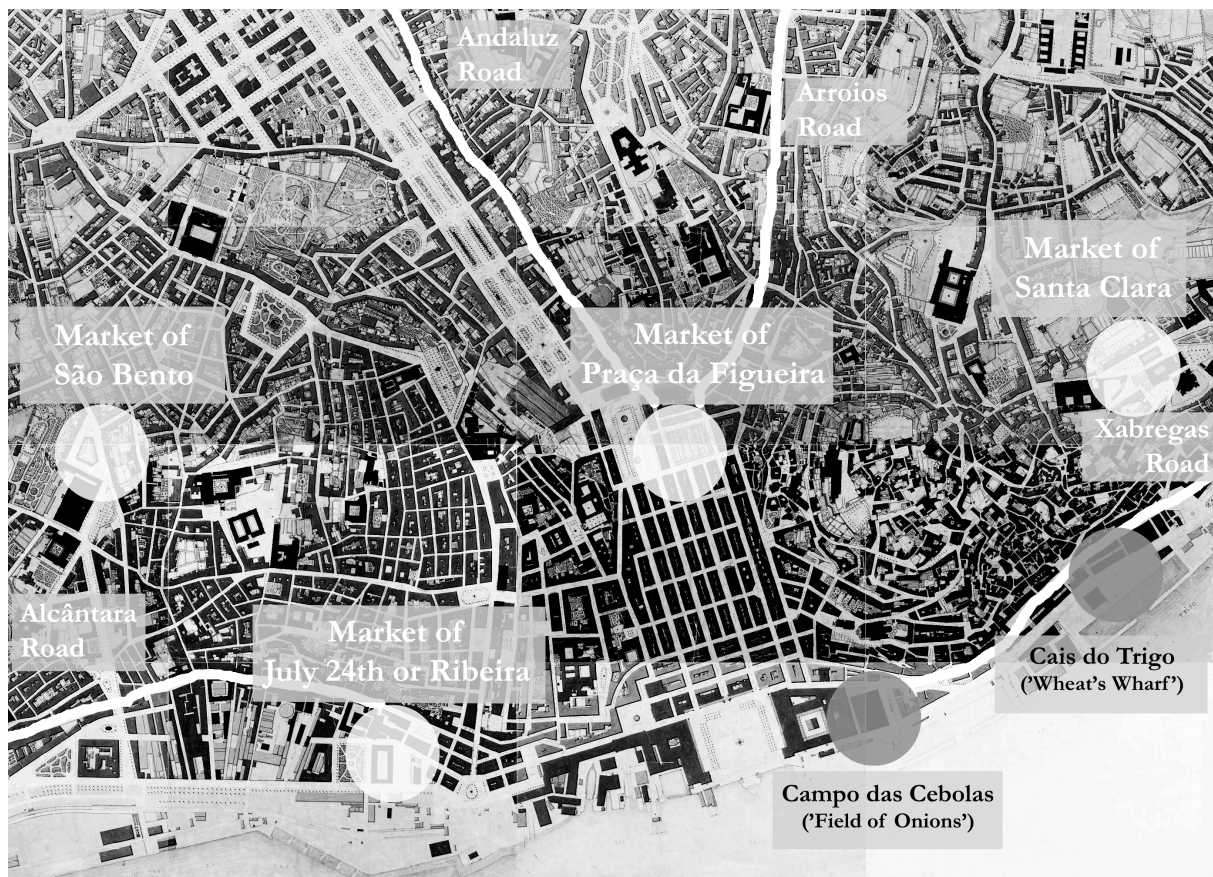 Andaluz
Road
Arroios
Road
Market of
Santa Clara
Market of
São Bento
Market of
Praça da Figueira
Xabregas
Road
Alcântara
Road
Market of
July 24th or Ribeira
Cais do Trigo
('Wheat's Wharf')
Campo das Cebolas
('Field of Onions')
TEJO